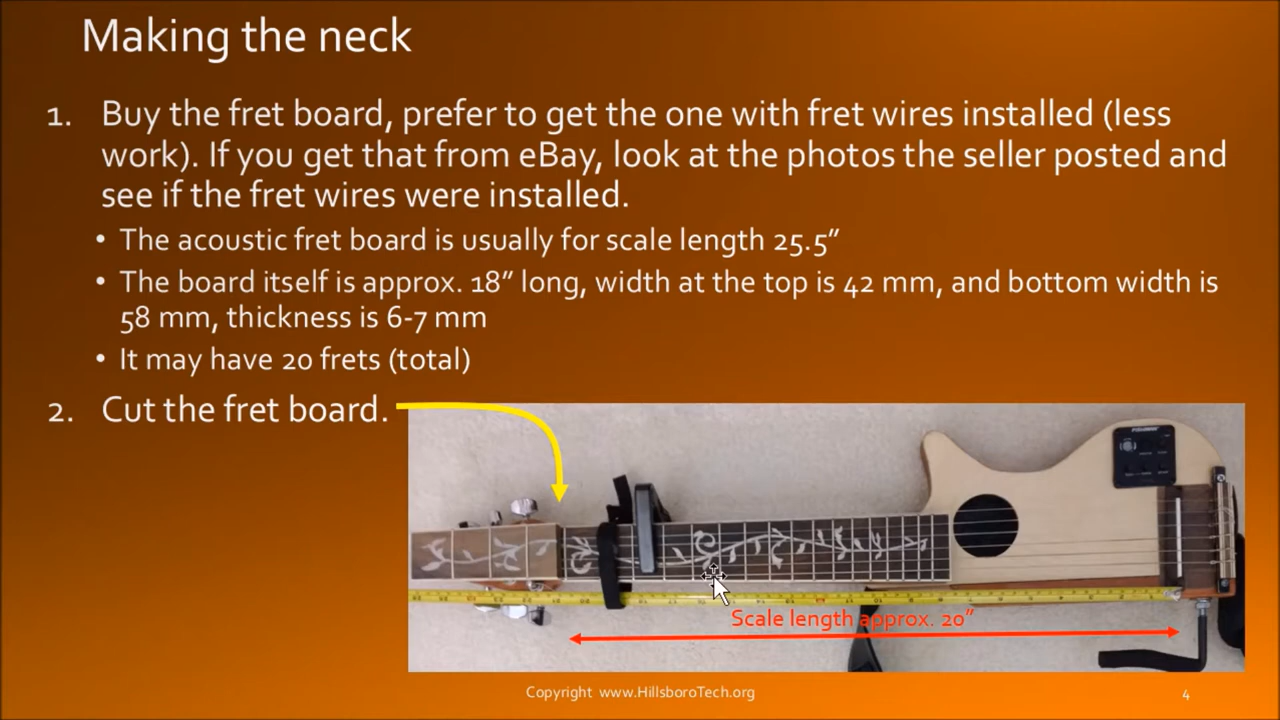 Making the neck
1. Buy the fret board, prefer to get the one with fret wires installed (less
work). If you get that from eBay, look at the photos the seller posted and
see if the fret wires were installed.
• The acoustic fret board is usually for scale length 25.5”
• The board itself is approx. 18” long, width at the top is 42 mm, and bottom width is
58 mm, thickness is 6-7 mm
• It may have 20 frets (total)
2. Cut the fret board.
Scale length approx. 20”
Copyright www.HillsboroTech.org
4